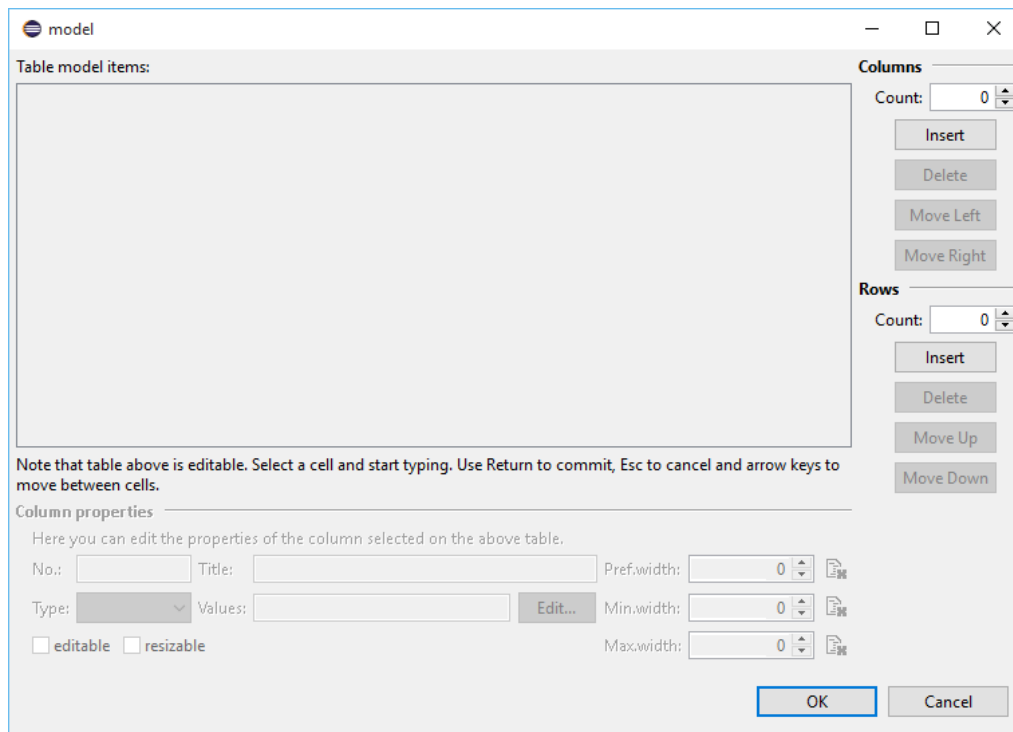 model
Table model items:
Columns
Count: 0
Insert
Delete
Move Left
Move Right
Rows
Count: 0
Insert
Delete
Move Up
Move Down
Note that table above is editable. Select a cell and start typing. Use Return to commit, Esc to cancel and arrow keys to
move between cells.
Column properties
Here you can edit the properties of the column selected on the above table.
No.: Title: Pref.width: 0
Type: Values: Edit... Min.width: 0
editable resizable Max.width: 0
OK Cancel